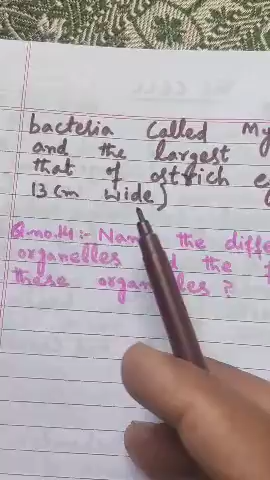 bacteria Called My
and the largest
that of ostrich e
13 Cm wide]
Q.no.14:- Name the diffe
organelles the f
these organelles ?